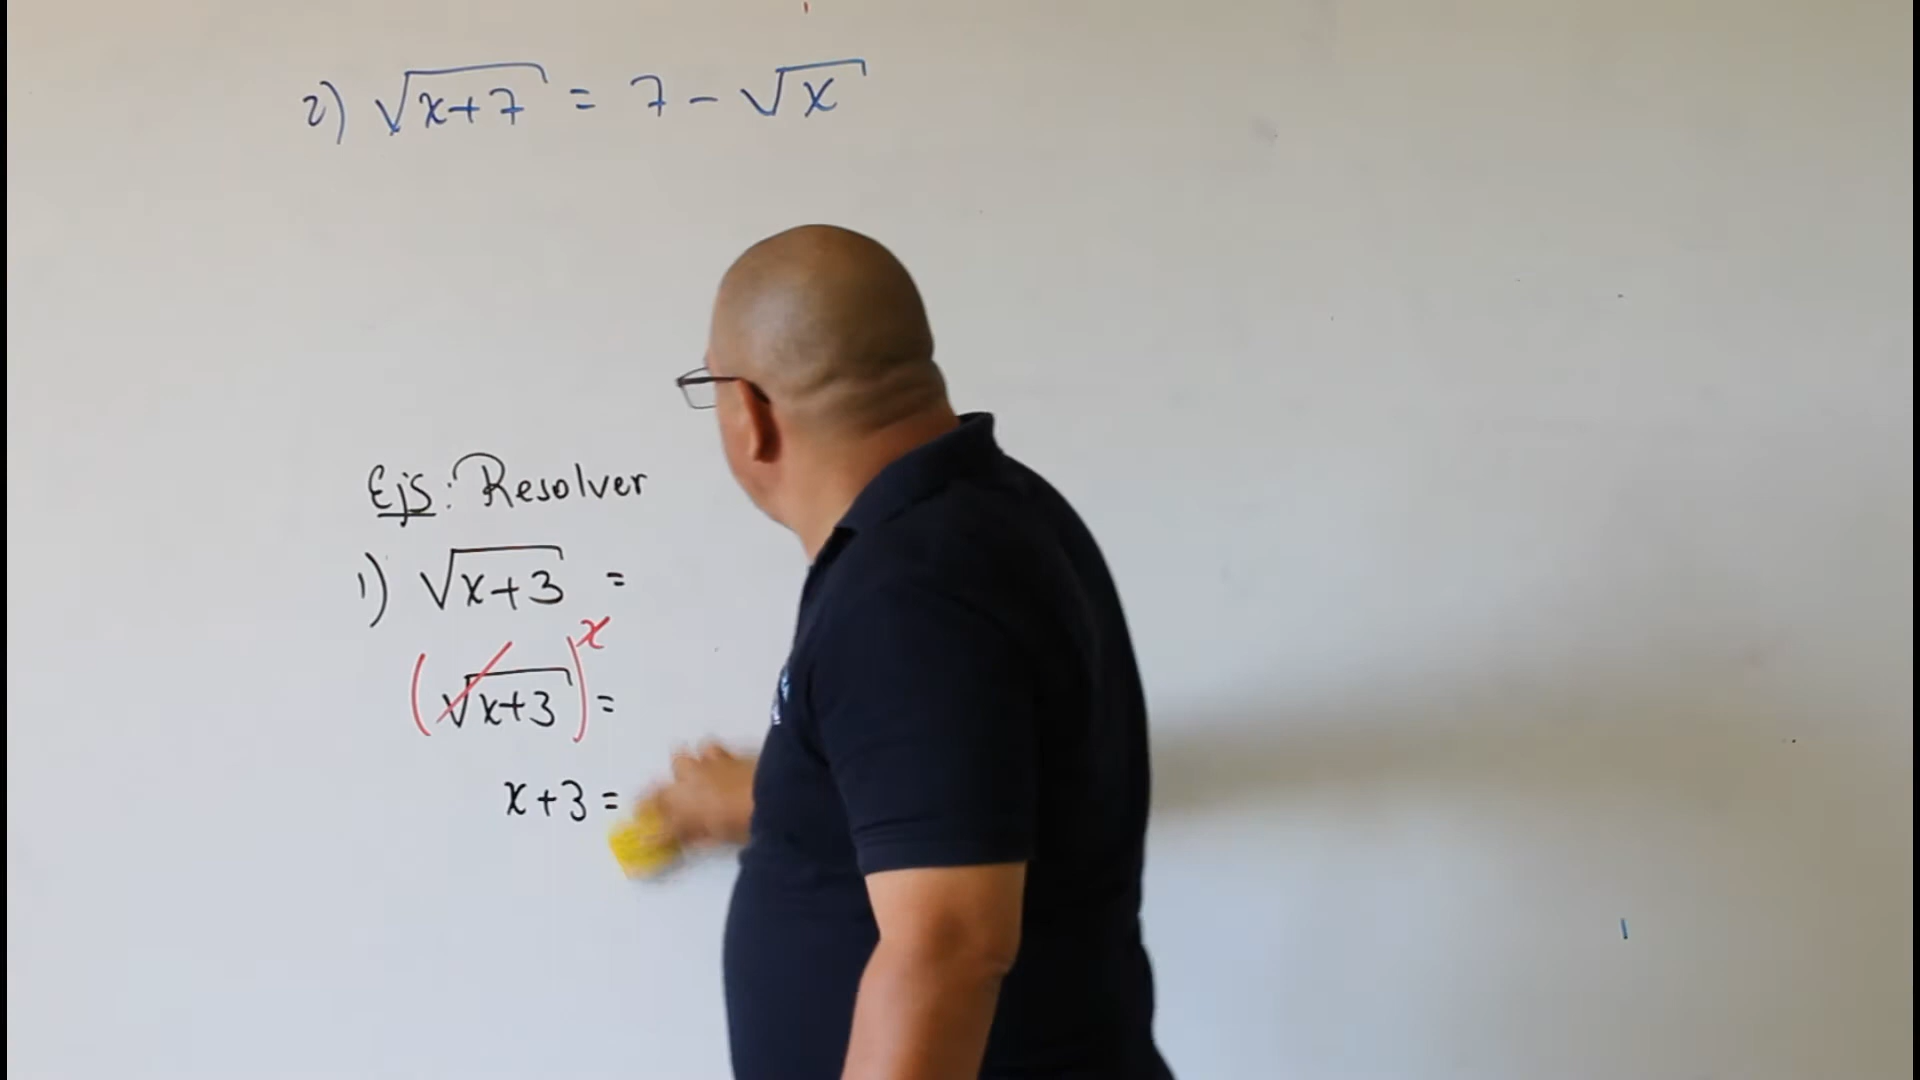 2) √(x+7) = 7 - √x
Ejs: Resolver
1) √(x+3) =
(√(x+3))² =
x+3 =